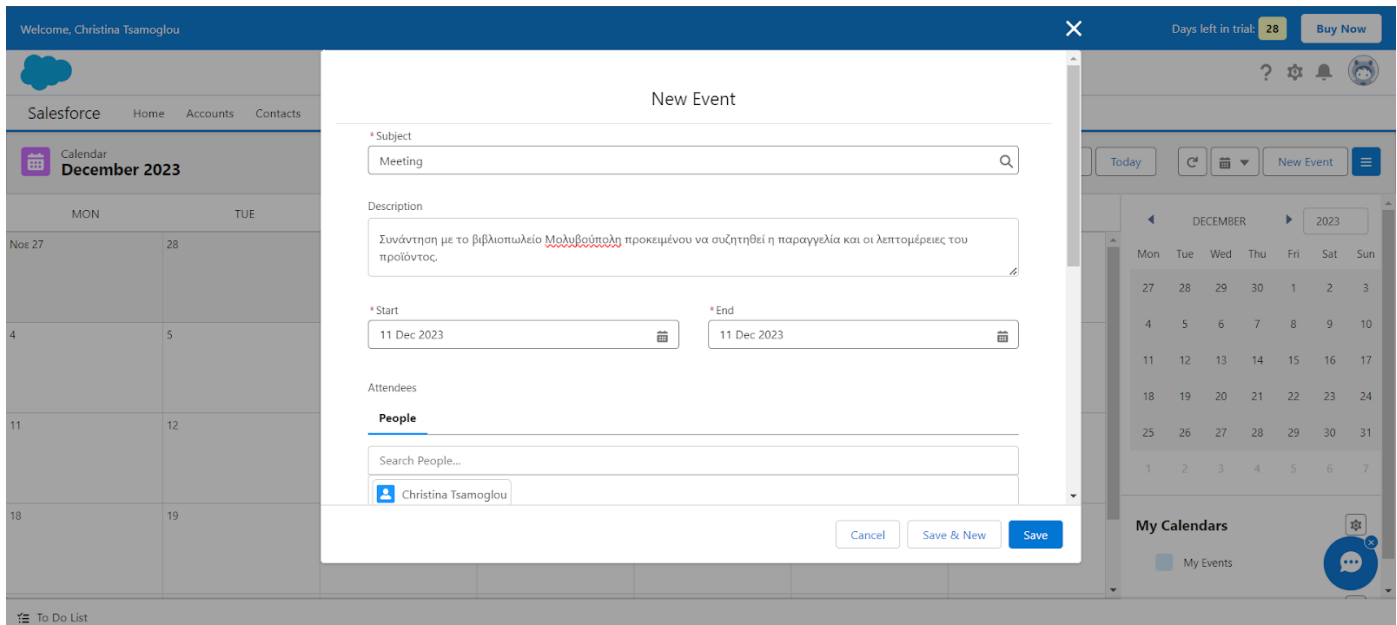 Welcome, Christina Tsamoglou
Days left in trial: 28
Buy Now
New Event
Salesforce
Home Accounts Contacts
* Subject
Meeting
Calendar
December 2023
Today
New Event
Description
Συνάντηση με το βιβλιοπωλείο Μολυβούπολη προκειμένου να συζητηθεί η παραγγελία και οι λεπτομέρειες του
προϊόντος.
MON TUE
Νοε 27 28
4 5
11 12
18 19
* Start
11 Dec 2023
* End
11 Dec 2023
Attendees
People
Search People...
Christina Tsamoglou
Cancel Save & New Save
DECEMBER 2023
Mon Tue Wed Thu Fri Sat Sun
27 28 29 30 1 2 3
4 5 6 7 8 9 10
11 12 13 14 15 16 17
18 19 20 21 22 23 24
25 26 27 28 29 30 31
1 2 3 4 5 6 7
My Calendars
My Events
To Do List